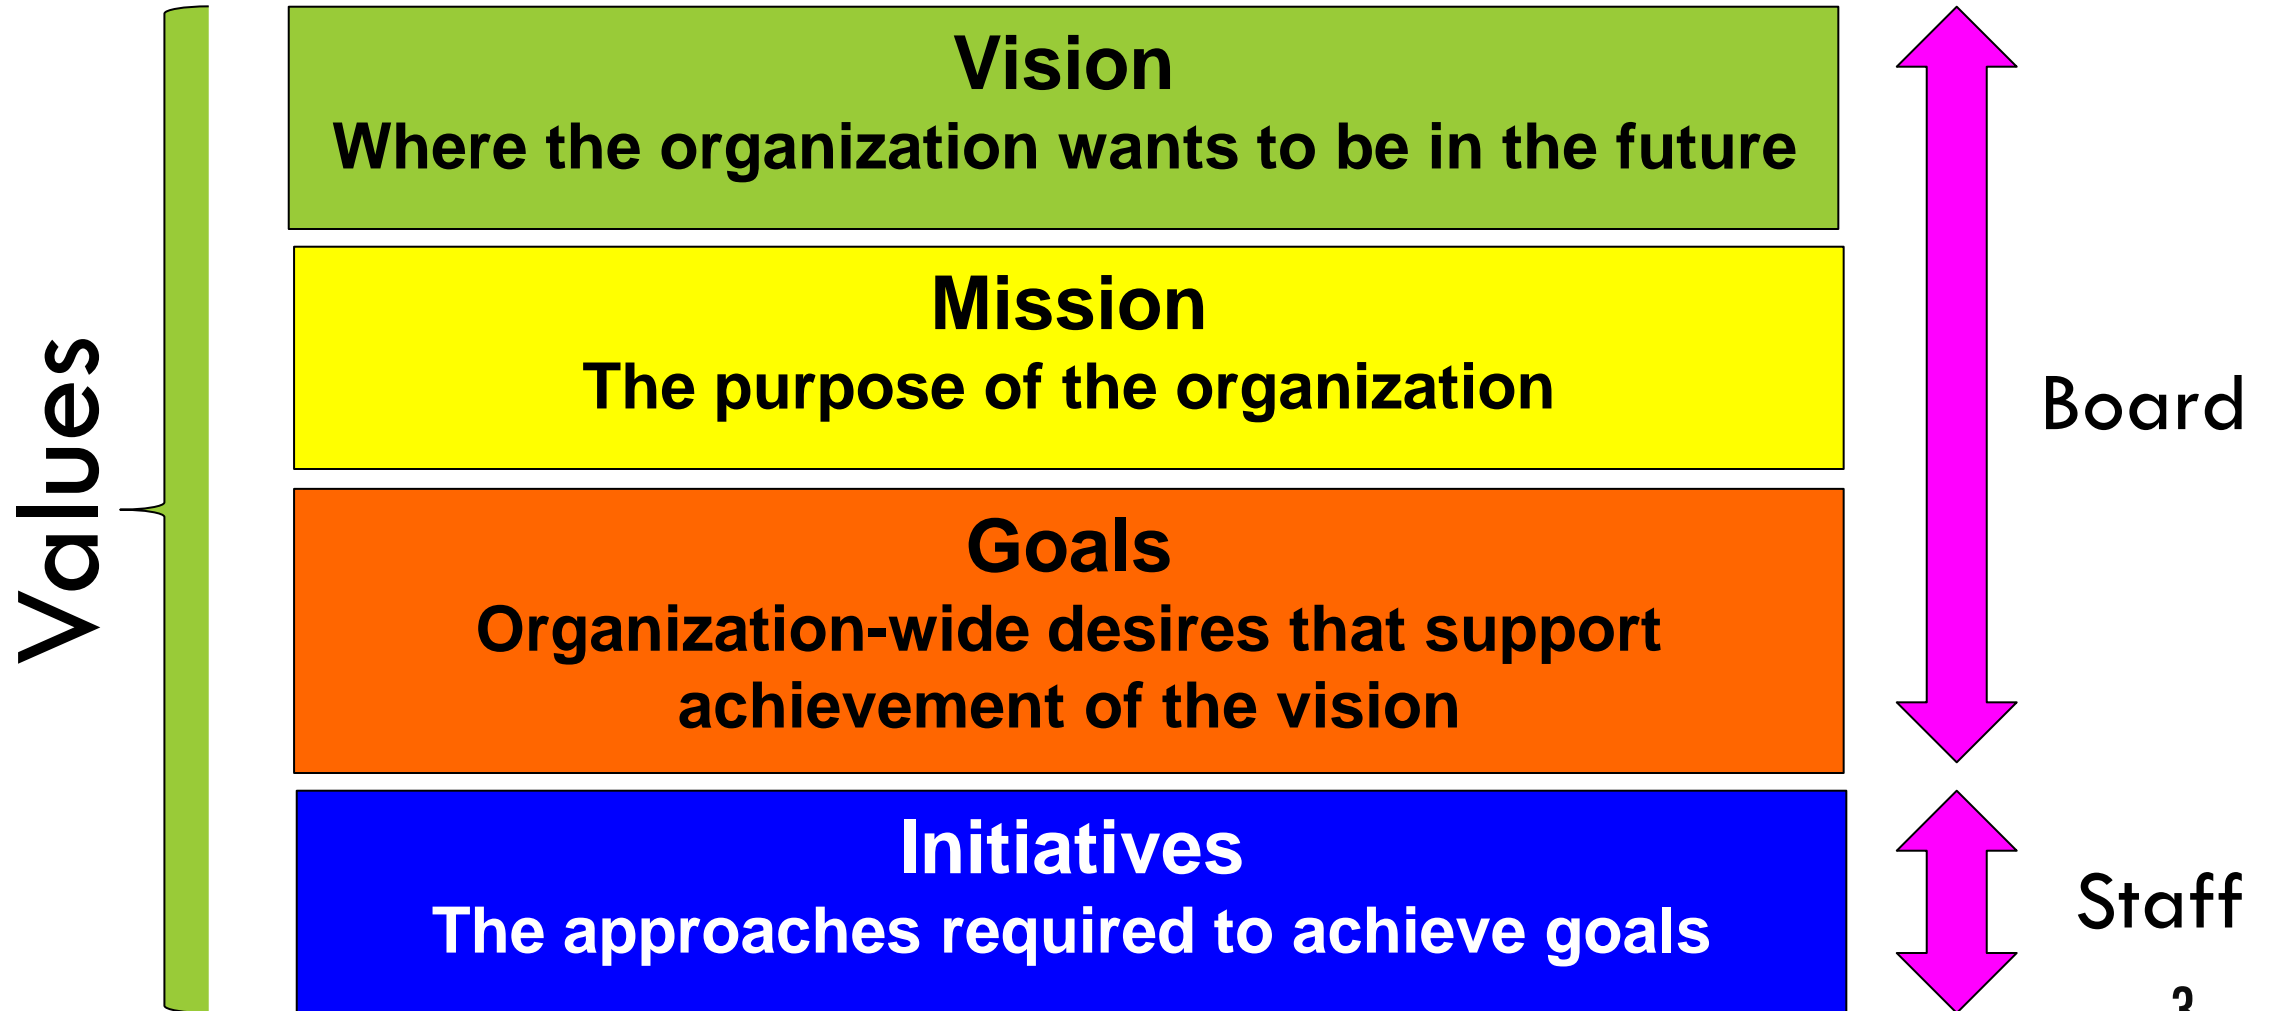 Values
Vision
Where the organization wants to be in the future
Mission
The purpose of the organization
Goals
Organization-wide desires that support
achievement of the vision
Initiatives
The approaches required to achieve goals
Board
Staff
3